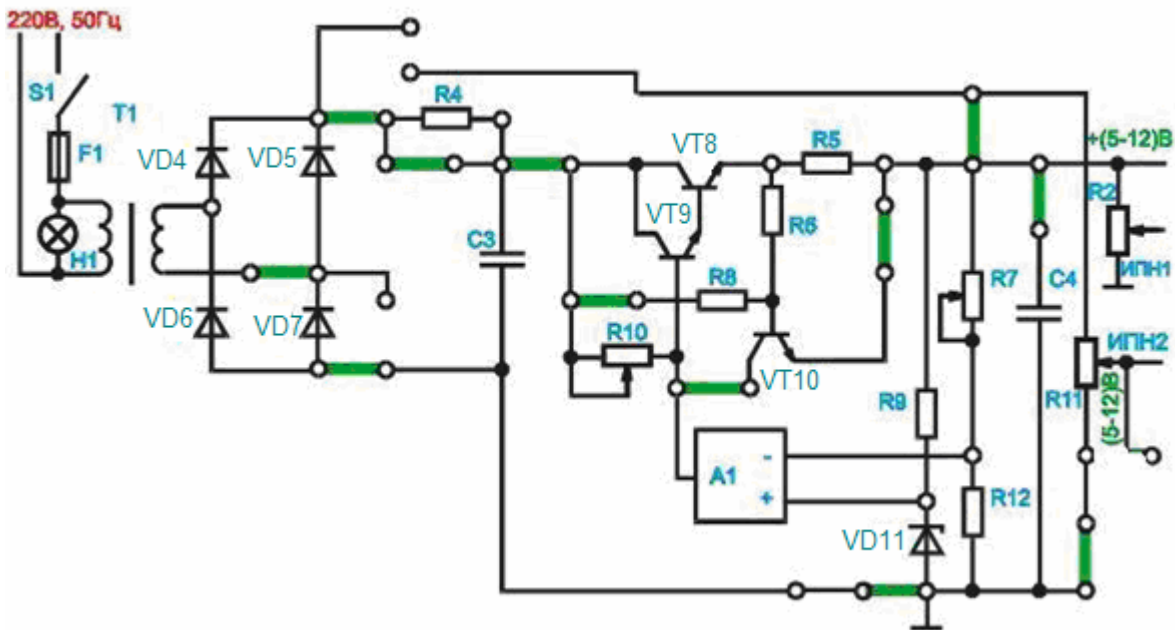 220В, 50Гц
S1
T1
F1
H1
VD4
VD5
VD6
VD7
R4
C3
VT8
VT9
R5
R6
R8
R10
VT10
A1
-
+
R9
VD11
R7
R12
C4
+(5-12)В
R2
ИПН1
ИПН2
R11
(5-12)В